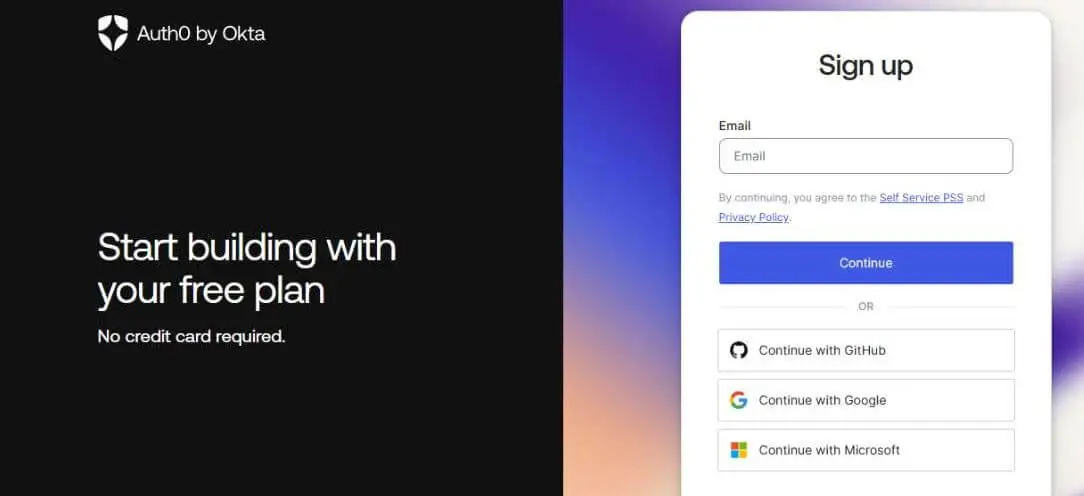 Auth0 by Okta
Start building with
your free plan
No credit card required.
Sign up
Email
Email
By continuing, you agree to the Self Service PSS and
Privacy Policy.
Continue
OR
Continue with GitHub
Continue with Google
Continue with Microsoft